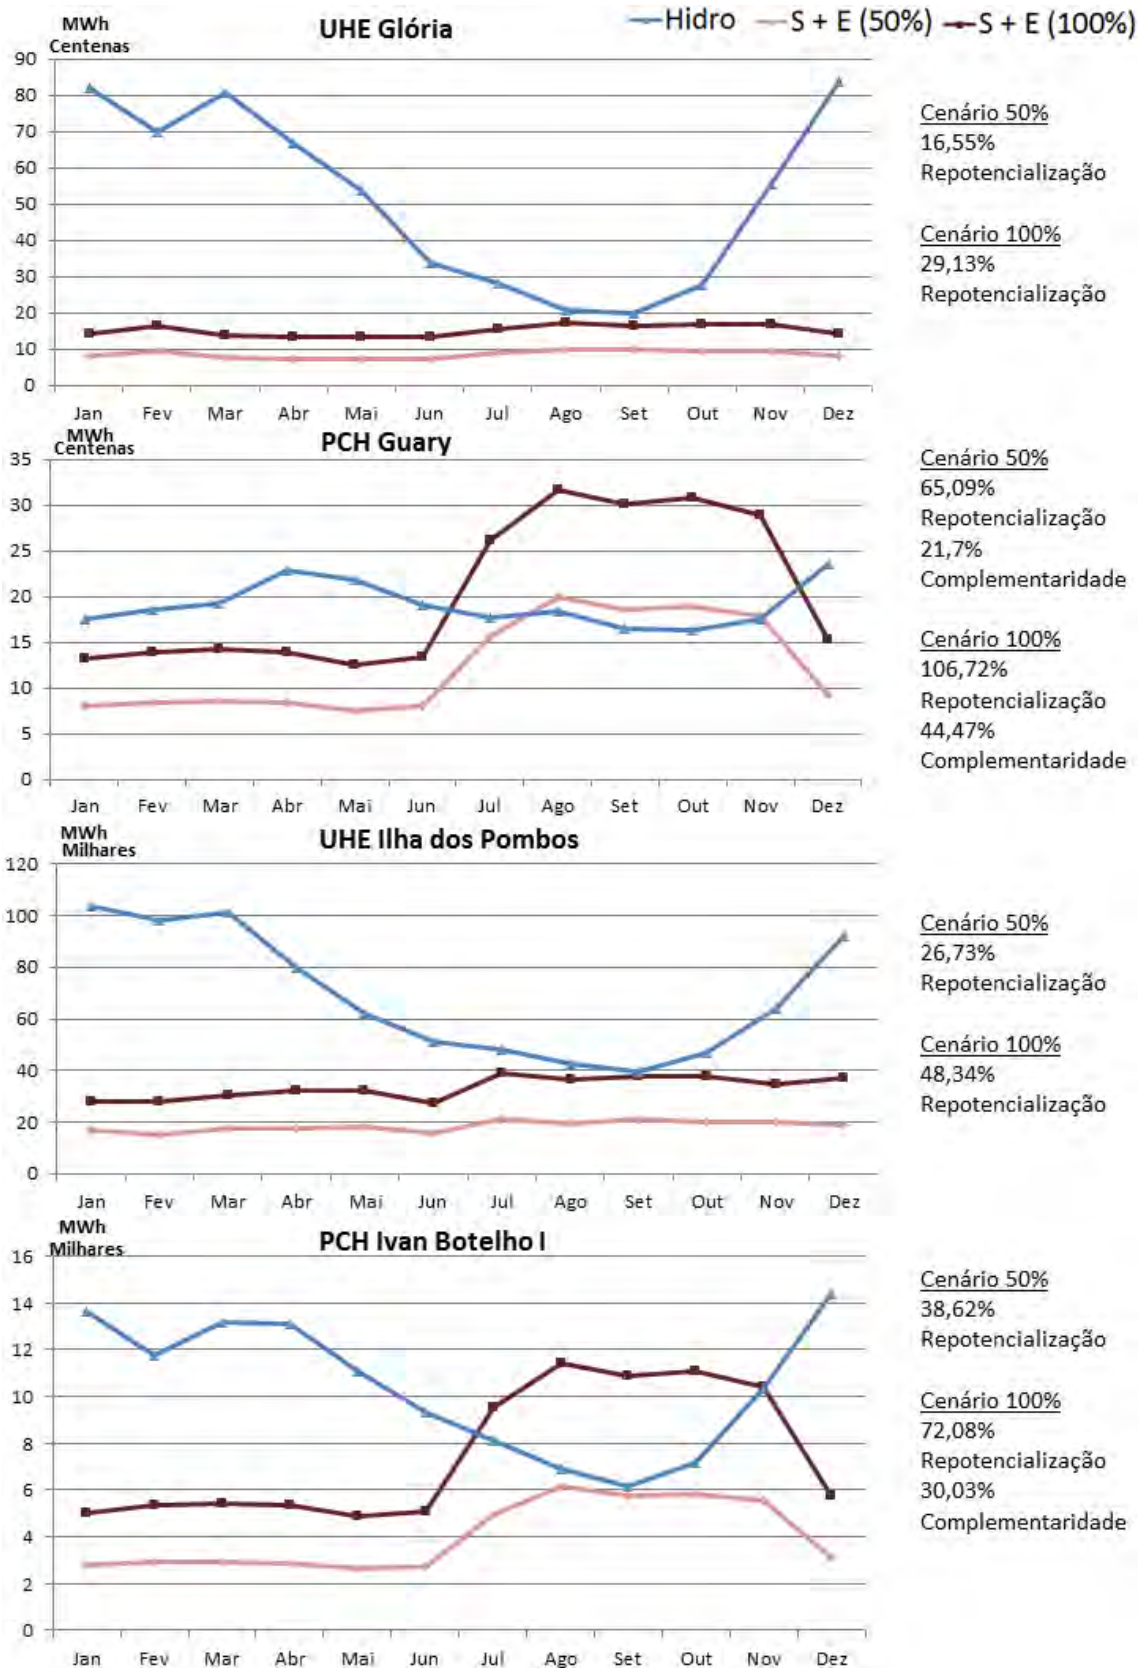 MWh
Centenas
UHE Glória
Hidro S + E (50%) S + E (100%)
90
80
70
60
50
40
30
20
10
0
Jan Fev Mar Abr Mai Jun Jul Ago Set Out Nov Dez
Cenário 50%
16,55%
Repotencialização
Cenário 100%
29,13%
Repotencialização
MWh
Centenas
PCH Guary
35
30
25
20
15
10
5
0
Jan Fev Mar Abr Mai Jun Jul Ago Set Out Nov Dez
Cenário 50%
65,09%
Repotencialização
21,7%
Complementaridade
Cenário 100%
106,72%
Repotencialização
44,47%
Complementaridade
MWh
Milhares
UHE Ilha dos Pombos
120
100
80
60
40
20
0
Jan Fev Mar Abr Mai Jun Jul Ago Set Out Nov Dez
Cenário 50%
26,73%
Repotencialização
Cenário 100%
48,34%
Repotencialização
MWh
Milhares
PCH Ivan Botelho I
16
14
12
10
8
6
4
2
0
Jan Fev Mar Abr Mai Jun Jul Ago Set Out Nov Dez
Cenário 50%
38,62%
Repotencialização
Cenário 100%
72,08%
Repotencialização
30,03%
Complementaridade